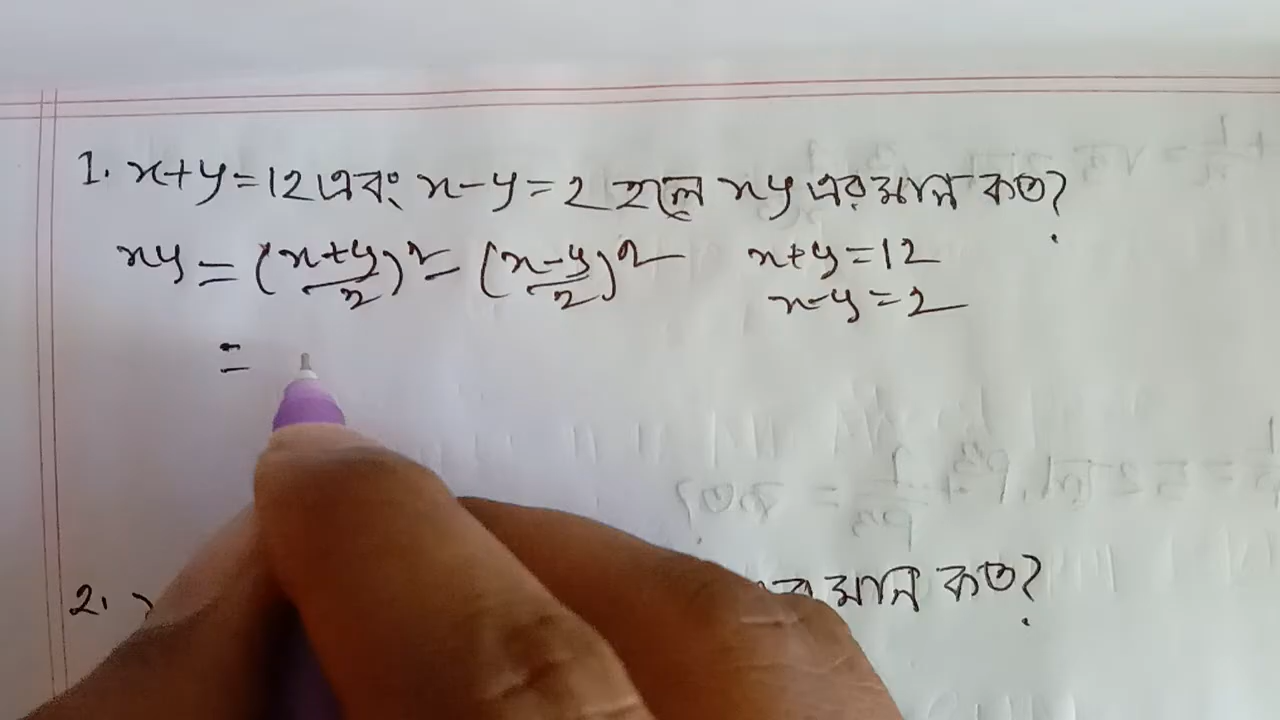 1. x+y=12 এবং x-y=2 হলে xy এর মান কত?
xy = (x+y/2)² - (x-y/2)² x+y=12
x-y=2
=
2. মান কত?